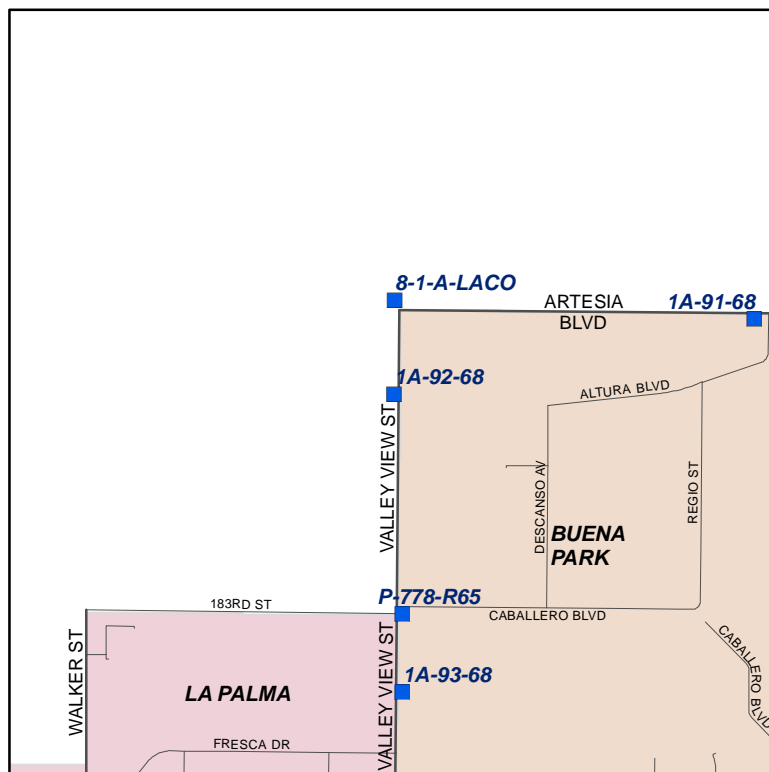 8-1-A-LACO
ARTESIA
BLVD
1A-91-68
1A-92-68
ALTURA BLVD
VALLEY VIEW ST
DESCANSO AV
REGIO ST
BUENA
PARK
P-778-R65
183RD ST
CABALLERO BLVD
WALKER ST
LA PALMA
VALLEY VIEW ST
1A-93-68
CABALLERO BLVD
FRESCA DR